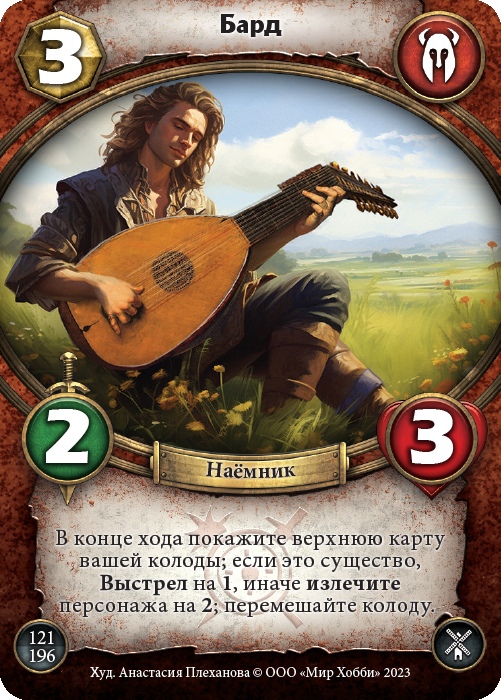 Бард
3
2
3
Наёмник
В конце хода покажите верхнюю карту
вашей колоды; если это существо,
Выстрел на 1, иначе излечите
персонажа на 2; перемешайте колоду.
121
196
Худ. Анастасия Плеханова © ООО «Мир Хобби» 2023